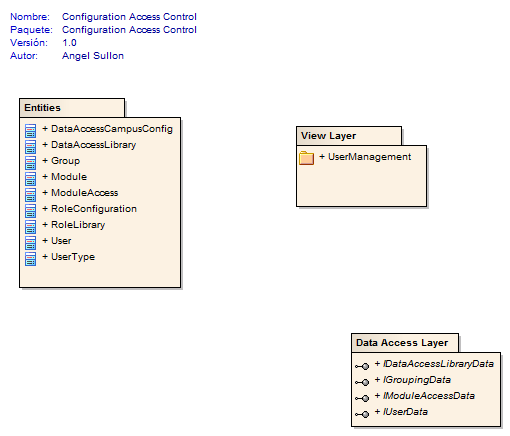 Nombre: Configuration Access Control
Paquete: Configuration Access Control
Versión: 1.0
Autor: Angel Sullon
Entities
+ DataAccessCampusConfig
+ DataAccessLibrary
+ Group
+ Module
+ ModuleAccess
+ RoleConfiguration
+ RoleLibrary
+ User
+ UserType
View Layer
+ UserManagement
Data Access Layer
+ IDataAccessLibraryData
+ IGroupingData
+ IModuleAccessData
+ IUserData